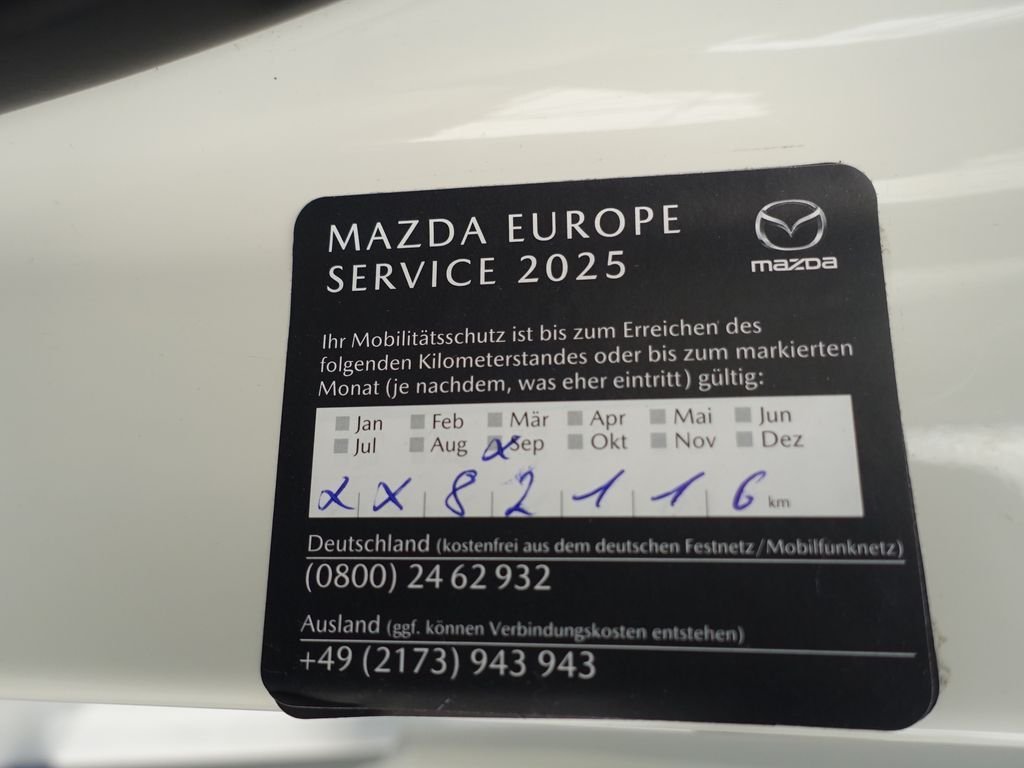 MAZDA EUROPE
SERVICE 2025
mazda
Ihr Mobilitätsschutz ist bis zum Erreichen des
folgenden Kilometerstandes oder bis zum markierten
Monat (je nachdem, was eher eintritt) gültig:
Jan Feb Mär Apr Mai Jun
Jul Aug x Sep Okt Nov Dez
x x 8 2 1 1 6 km
Deutschland (kostenfrei aus dem deutschen Festnetz/Mobilfunknetz)
(0800) 24 62 932
Ausland (ggf. können Verbindungskosten entstehen)
+49 (2173) 943 943